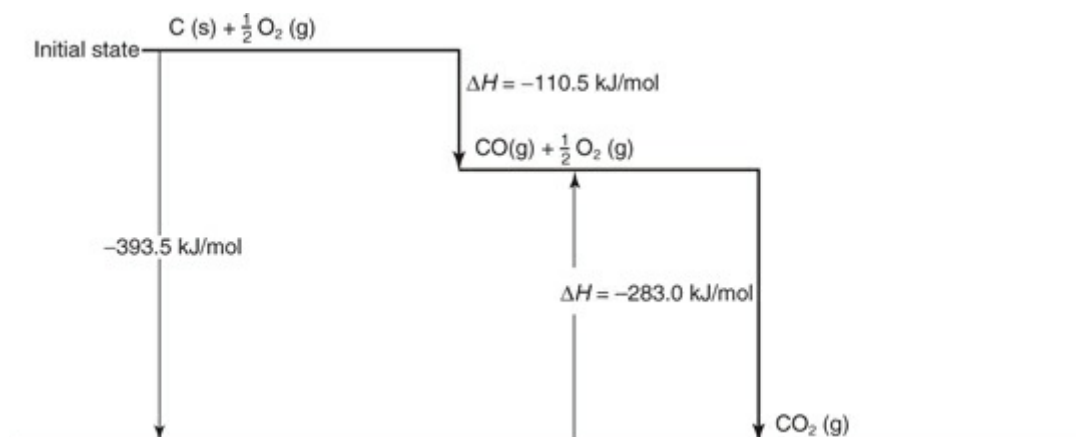 C (s) + 1/2 O₂ (g)
Initial state
ΔH = −110.5 kJ/mol
CO(g) + 1/2 O₂ (g)
−393.5 kJ/mol
ΔH = −283.0 kJ/mol
CO₂ (g)